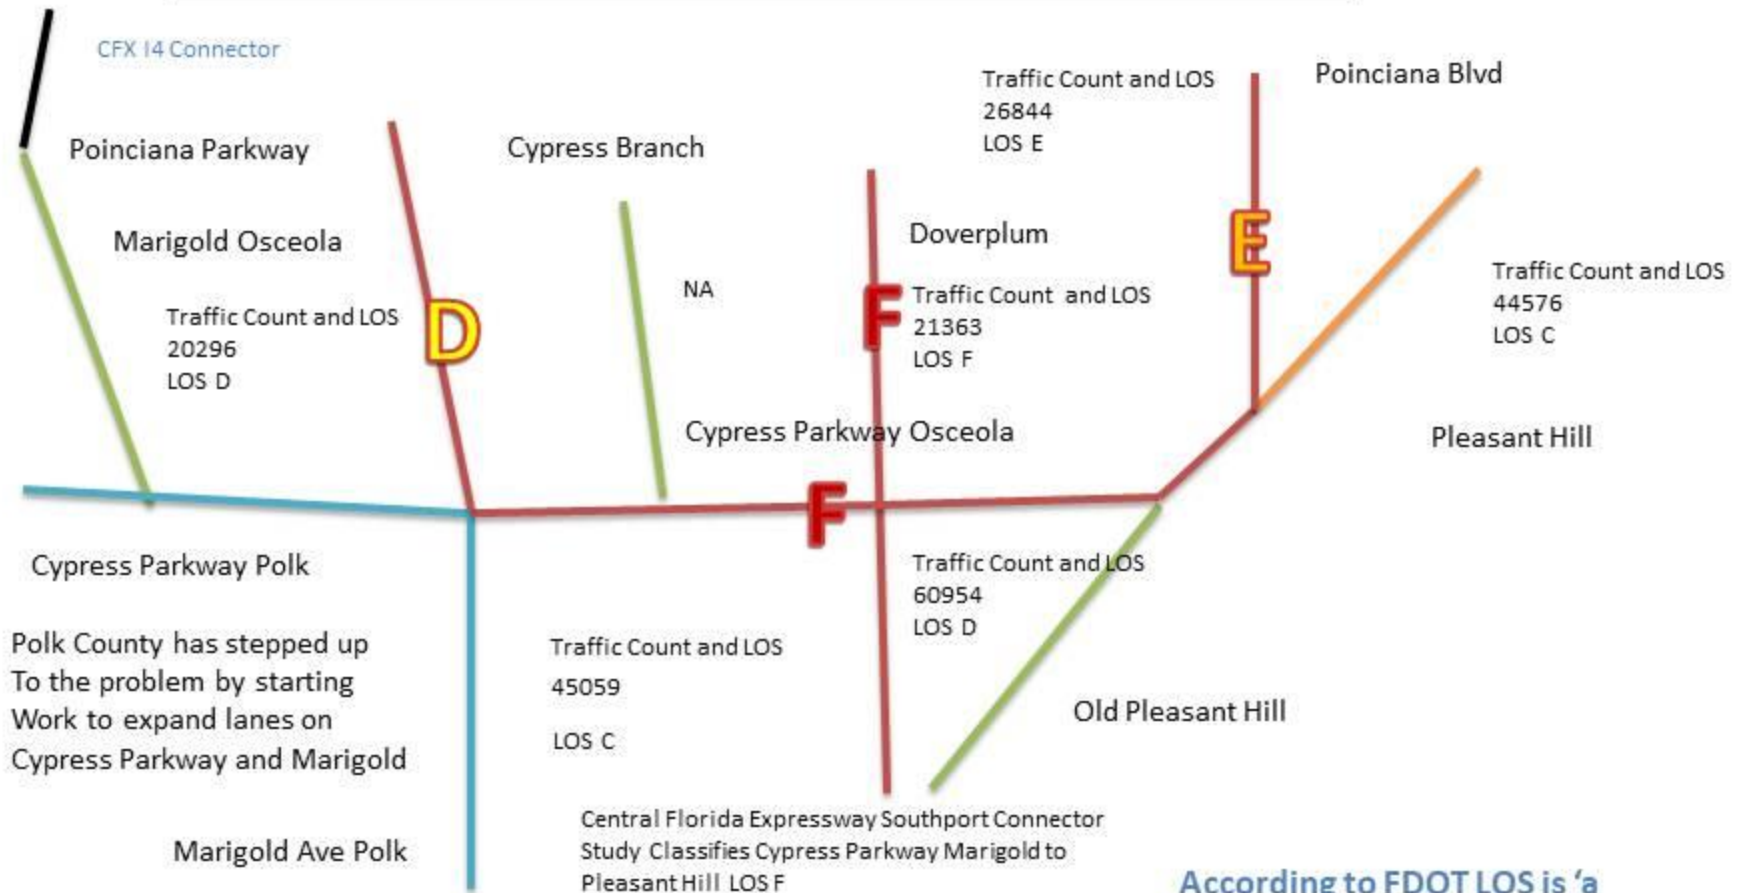 CFX I4 Connector
Traffic Count and LOS
26844
LOS E
Poinciana Blvd
Poinciana Parkway
Cypress Branch
Marigold Osceola
Doverplum
E
NA
Traffic Count and LOS
20296
LOS D
D
F
Traffic Count and LOS
21363
LOS F
Traffic Count and LOS
44576
LOS C
Cypress Parkway Osceola
Pleasant Hill
F
Cypress Parkway Polk
Traffic Count and LOS
60954
LOS D
Polk County has stepped up
To the problem by starting
Work to expand lanes on
Cypress Parkway and Marigold
Traffic Count and LOS
45059
LOS C
Old Pleasant Hill
Marigold Ave Polk
Central Florida Expressway Southport Connector
Study Classifies Cypress Parkway Marigold to
Pleasant Hill LOS F
According to FDOT LOS is ‘a